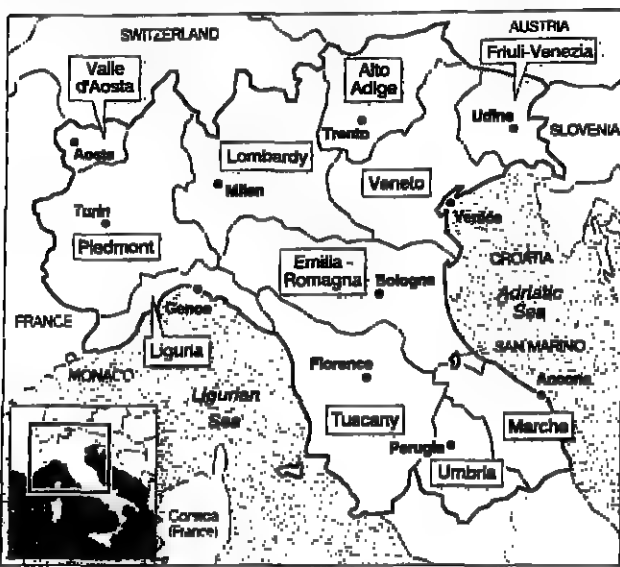 SWITZERLAND
AUSTRIA
Friuli-Venezia
Valle
d'Aosta
Alto
Adige
Udine
SLOVENIA
Trento
Aosta
Lombardy
Veneto
Milan
Venice
Turin
Piedmont
CROATIA
Emilia -
Romagna
Bologna
Adriatic
Sea
Genoa
FRANCE
Liguria
SAN MARINO
MONACO
Florence
Ancona
Ligurian
Sea
Tuscany
Marche
Perugia
Umbria
Corsica
(France)